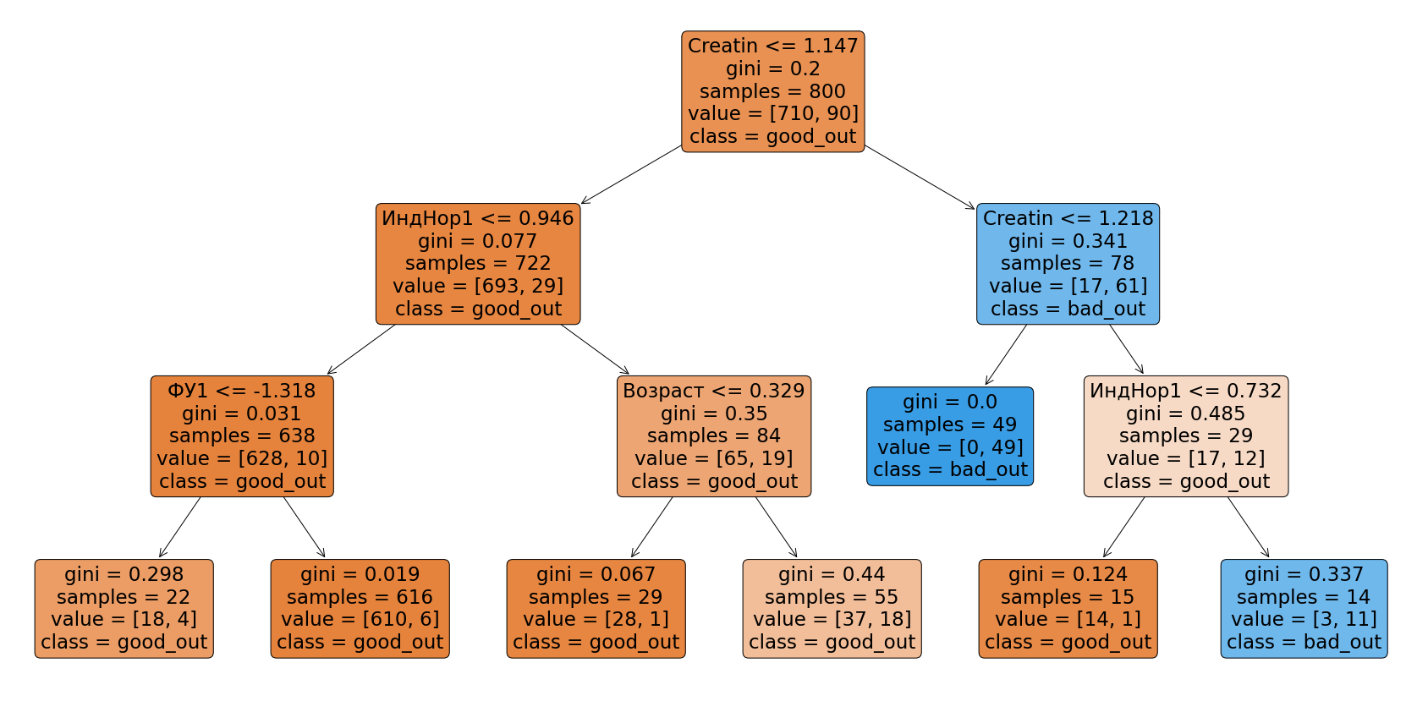 Creatin <= 1.147
gini = 0.2
samples = 800
value = [710, 90]
class = good_out
ИндНор1 <= 0.946
gini = 0.077
samples = 722
value = [693, 29]
class = good_out
Creatin <= 1.218
gini = 0.341
samples = 78
value = [17, 61]
class = bad_out
ФУ1 <= -1.318
gini = 0.031
samples = 638
value = [628, 10]
class = good_out
Возраст <= 0.329
gini = 0.35
samples = 84
value = [65, 19]
class = good_out
gini = 0.0
samples = 49
value = [0, 49]
class = bad_out
ИндНор1 <= 0.732
gini = 0.485
samples = 29
value = [17, 12]
class = good_out
gini = 0.298
samples = 22
value = [18, 4]
class = good_out
gini = 0.019
samples = 616
value = [610, 6]
class = good_out
gini = 0.067
samples = 29
value = [28, 1]
class = good_out
gini = 0.44
samples = 55
value = [37, 18]
class = good_out
gini = 0.124
samples = 15
value = [14, 1]
class = good_out
gini = 0.337
samples = 14
value = [3, 11]
class = bad_out